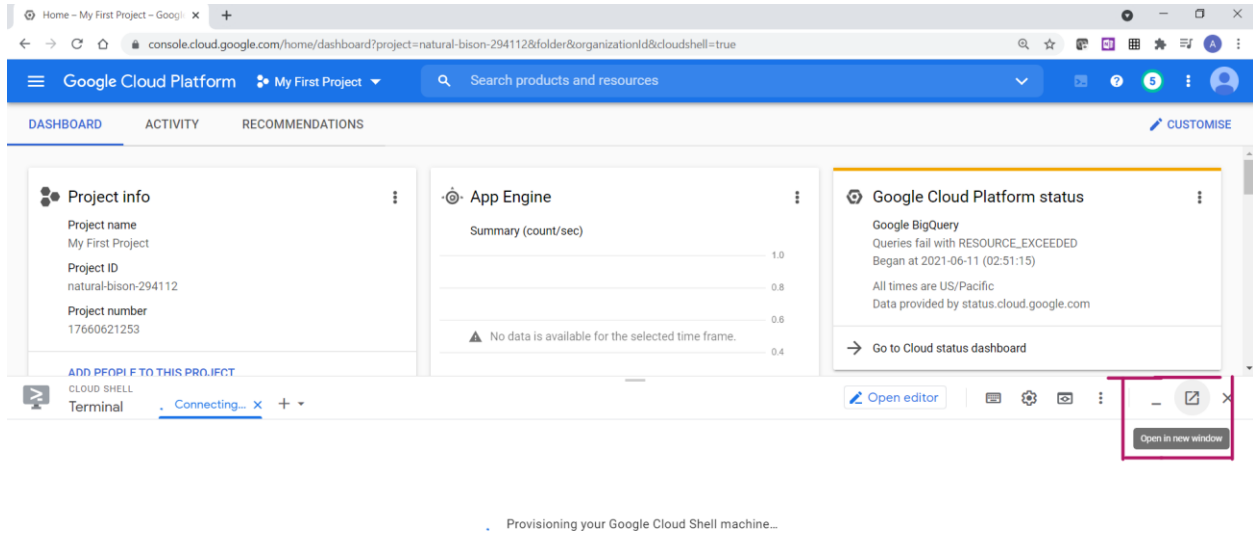 Home – My First Project – Googl
console.cloud.google.com/home/dashboard?project=natural-bison-294112&folder&organizationId&cloudshell=true
A
Google Cloud Platform
My First Project
Search products and resources
5
DASHBOARD
ACTIVITY
RECOMMENDATIONS
CUSTOMISE
Project info
Project name
My First Project
Project ID
natural-bison-294112
Project number
17660621253
ADD PEOPLE TO THIS PROJECT
App Engine
Summary (count/sec)
1.0
0.8
0.6
No data is available for the selected time frame.
0.4
Google Cloud Platform status
Google BigQuery
Queries fail with RESOURCE_EXCEEDED
Began at 2021-06-11 (02:51:15)
All times are US/Pacific
Data provided by status.cloud.google.com
Go to Cloud status dashboard
CLOUD SHELL
Terminal
Connecting...
Open editor
Open in new window
Provisioning your Google Cloud Shell machine...